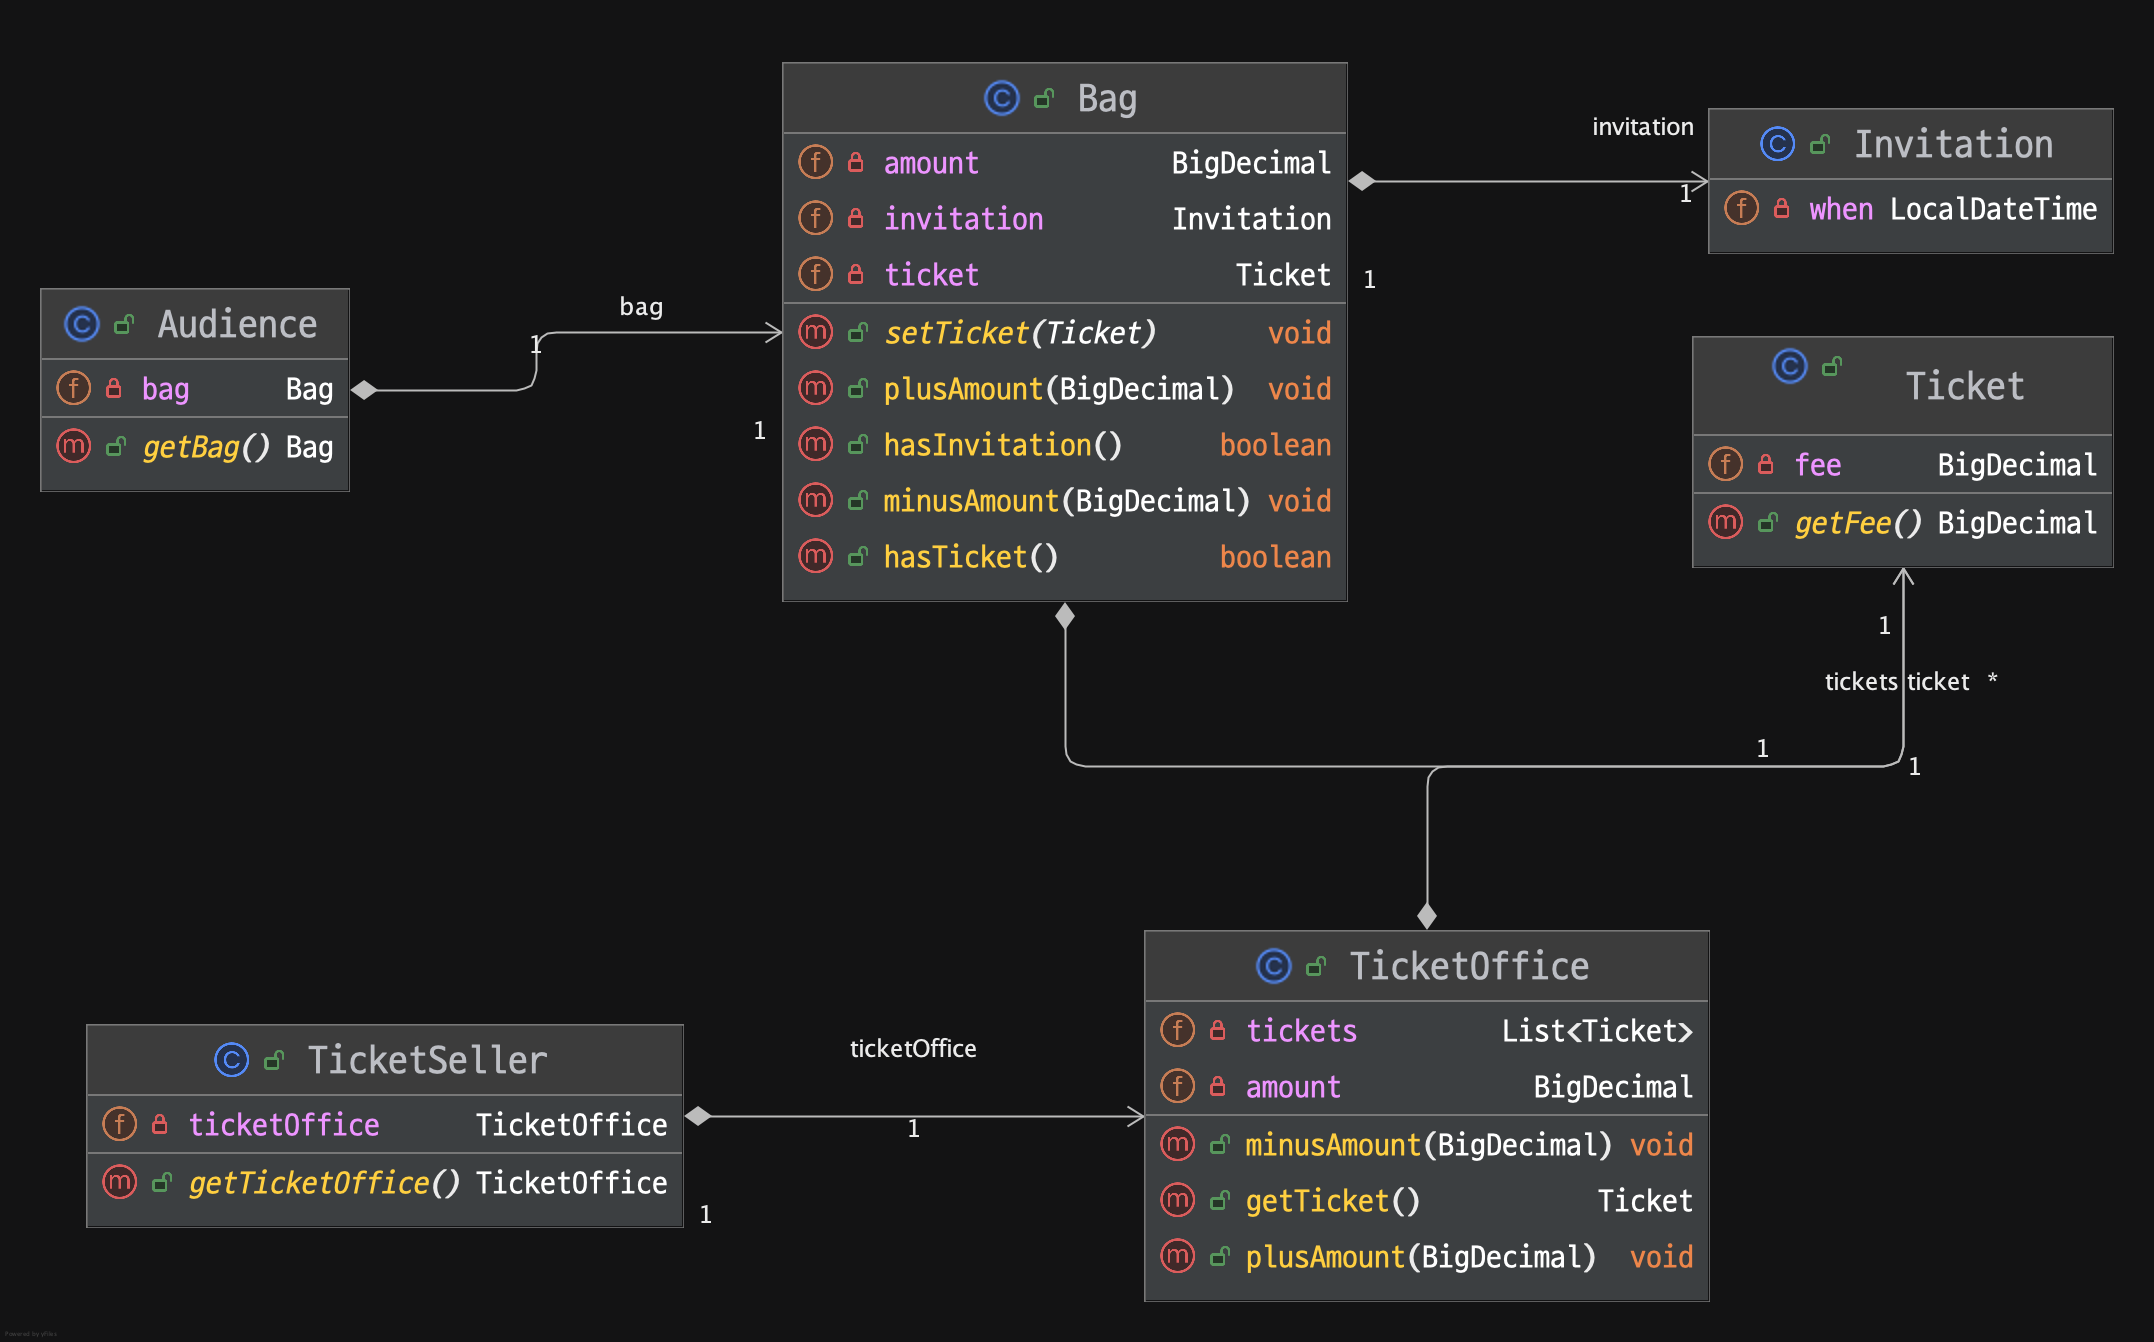 Bag
amount BigDecimal
invitation Invitation
ticket Ticket
setTicket(Ticket) void
plusAmount(BigDecimal) void
hasInvitation() boolean
minusAmount(BigDecimal) void
hasTicket() boolean
invitation
1
1
Invitation
when LocalDateTime
Audience
bag Bag
getBag() Bag
bag
1
1
Ticket
fee BigDecimal
getFee() BigDecimal
1
tickets ticket *
1
1
TicketOffice
tickets List<Ticket>
amount BigDecimal
minusAmount(BigDecimal) void
getTicket() Ticket
plusAmount(BigDecimal) void
TicketSeller
ticketOffice TicketOffice
getTicketOffice() TicketOffice
ticketOffice
1
1
Powered by yFiles